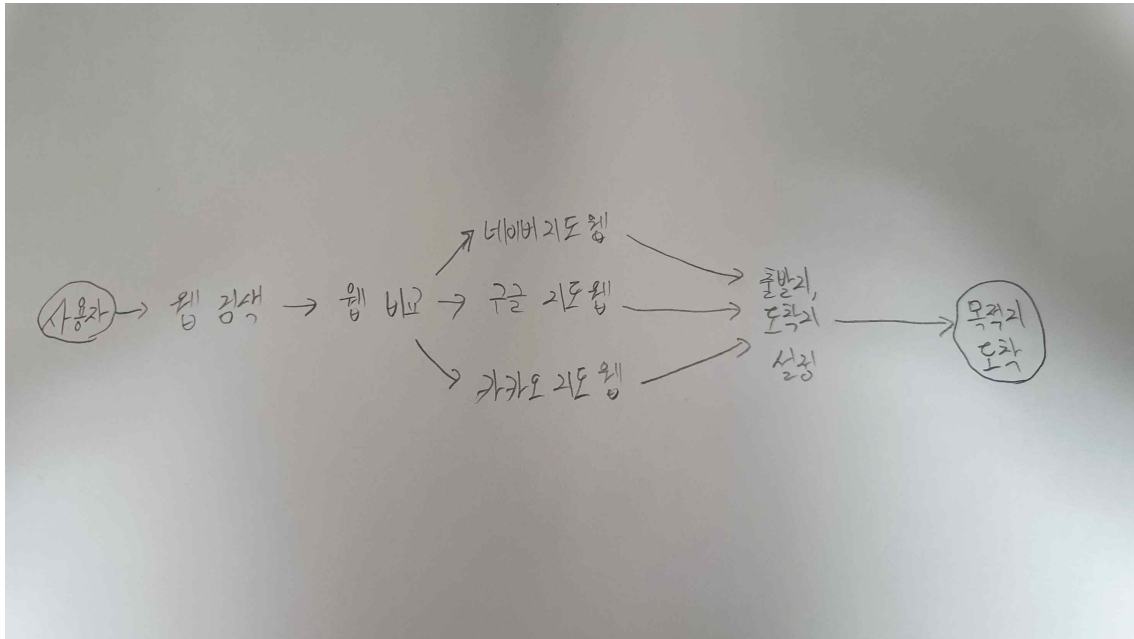 사용자
웹 검색
웹 비교
네이버 지도 웹
구글 지도 웹
카카오 지도 웹
출발지,
도착지
설정
목적지
도착